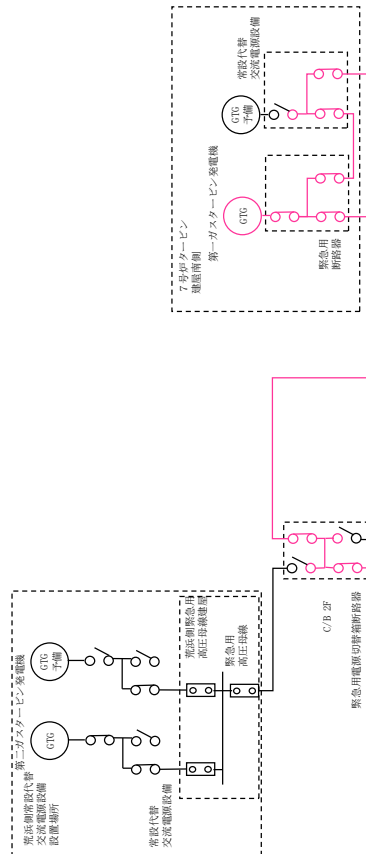 常設代替
交流電源設備
GTG
予備
GTG
第一ガスタービン発電機
7号炉タービン
建屋南側
緊急用
断路器
C/B 2F
緊急用電源切替箱断路器
荒浜側緊急用
高圧母線建屋
緊急用
高圧母線
GTG
予備
第二ガスタービン発電機
GTG
荒浜側常設代替
交流電源設備
設置場所
常設代替
交流電源設備